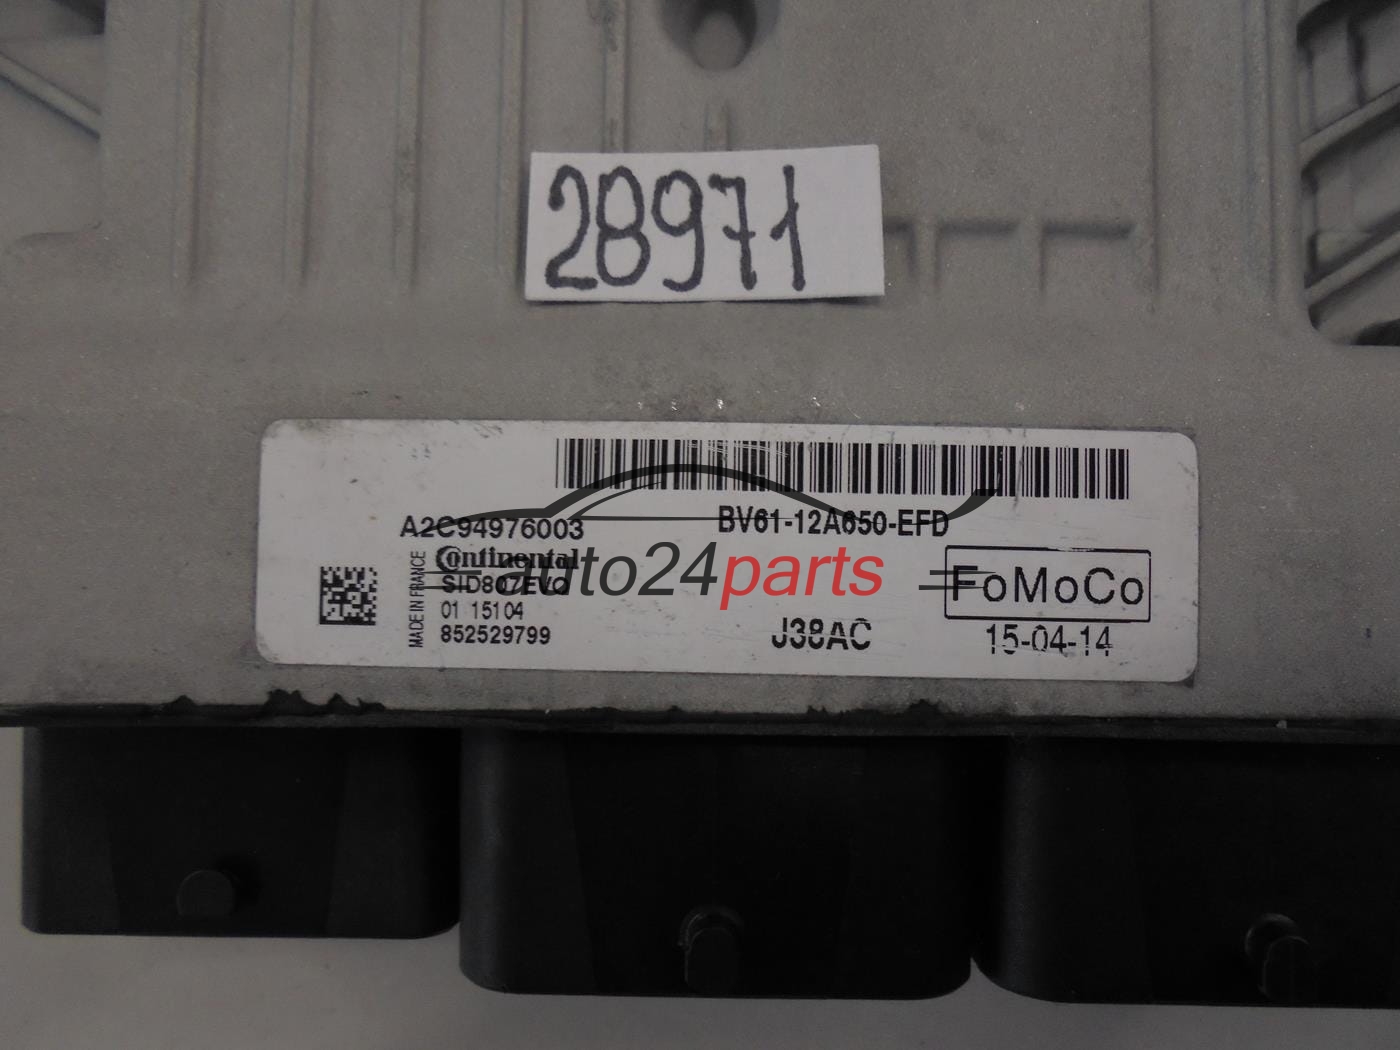 28971
A2C94976003
BV61-12A650-EFD
MADE IN FRANCE
Continental
SID807EVO
01 15104
852529799
auto24parts
FoMoCo
J38AC
15-04-14